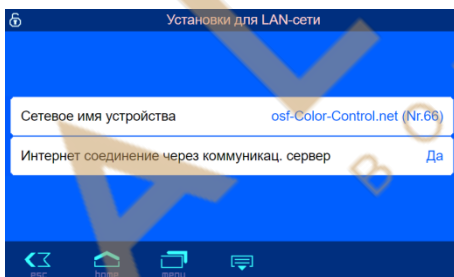 Установки для LAN-сети
Сетевое имя устройства osf-Color-Control.net (Nr.66)
Интернет соединение через коммуникац. сервер Да
esc home menu